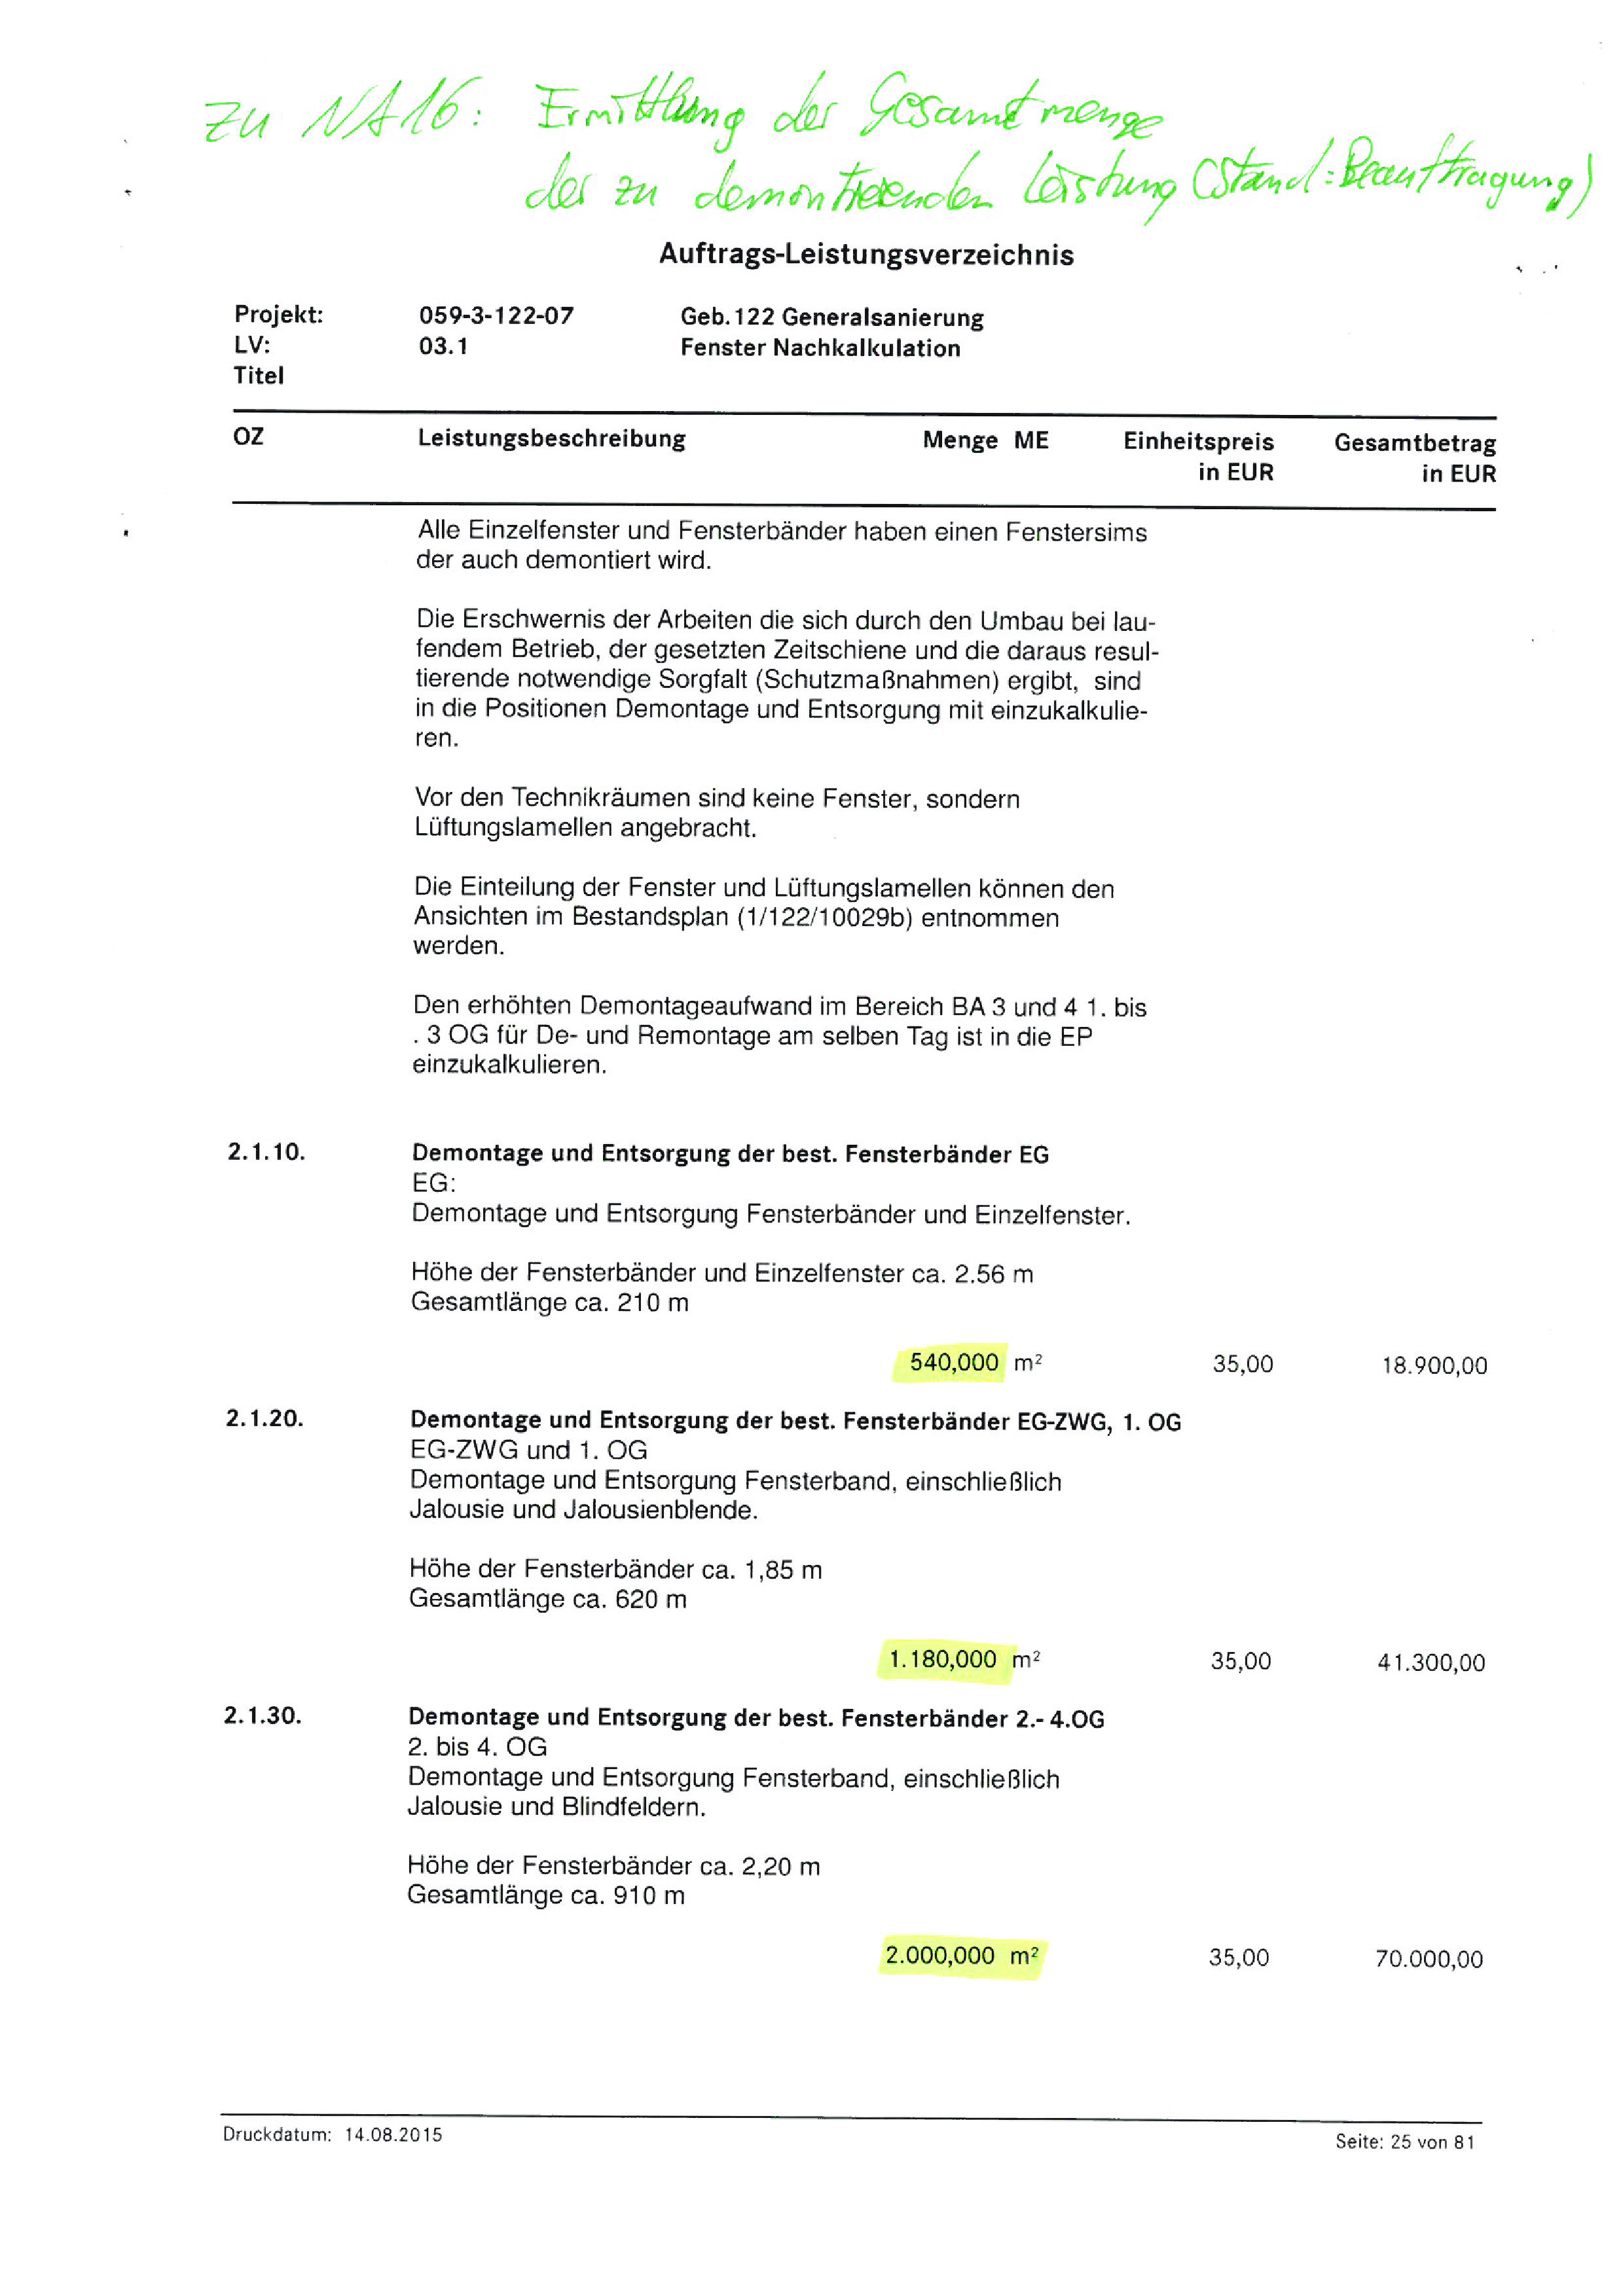 zu NA16: Ermittlung der Gesamtmenge
der zu demontierenden Leistung (Stand: Beauftragung)
Auftrags-Leistungsverzeichnis
Projekt: 059-3-122-07 Geb.122 Generalsanierung
LV: 03.1 Fenster Nachkalkulation
Titel
OZ Leistungsbeschreibung Menge ME Einheitspreis Gesamtbetrag
in EUR in EUR
Alle Einzelfenster und Fensterbänder haben einen Fenstersims
der auch demontiert wird.
Die Erschwernis der Arbeiten die sich durch den Umbau bei lau-
fendem Betrieb, der gesetzten Zeitschiene und die daraus resul-
tierende notwendige Sorgfalt (Schutzmaßnahmen) ergibt, sind
in die Positionen Demontage und Entsorgung mit einzukalkulie-
ren.
Vor den Technikräumen sind keine Fenster, sondern
Lüftungslamellen angebracht.
Die Einteilung der Fenster und Lüftungslamellen können den
Ansichten im Bestandsplan (1/122/10029b) entnommen
werden.
Den erhöhten Demontageaufwand im Bereich BA 3 und 4 1. bis
. 3 OG für De- und Remontage am selben Tag ist in die EP
einzukalkulieren.
2.1.10. Demontage und Entsorgung der best. Fensterbänder EG
EG:
Demontage und Entsorgung Fensterbänder und Einzelfenster.
Höhe der Fensterbänder und Einzelfenster ca. 2.56 m
Gesamtlänge ca. 210 m
540,000 m² 35,00 18.900,00
2.1.20. Demontage und Entsorgung der best. Fensterbänder EG-ZWG, 1. OG
EG-ZWG und 1. OG
Demontage und Entsorgung Fensterband, einschließlich
Jalousie und Jalousienblende.
Höhe der Fensterbänder ca. 1,85 m
Gesamtlänge ca. 620 m
1.180,000 m² 35,00 41.300,00
2.1.30. Demontage und Entsorgung der best. Fensterbänder 2.- 4.OG
2. bis 4. OG
Demontage und Entsorgung Fensterband, einschließlich
Jalousie und Blindfeldern.
Höhe der Fensterbänder ca. 2,20 m
Gesamtlänge ca. 910 m
2.000,000 m² 35,00 70.000,00
Druckdatum: 14.08.2015 Seite: 25 von 81